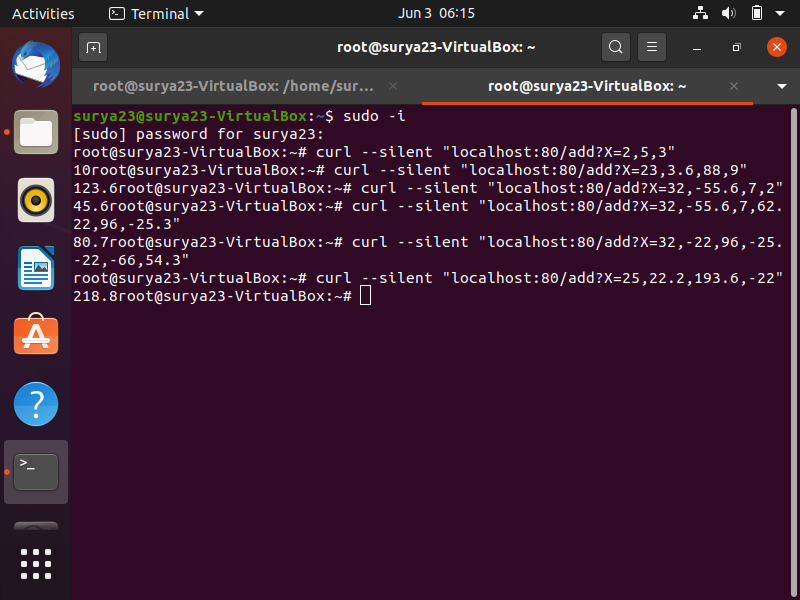 Activities
Terminal
Jun 3 06:15
root@surya23-VirtualBox: ~
root@surya23-VirtualBox: /home/sur...
root@surya23-VirtualBox: ~
surya23@surya23-VirtualBox:~$ sudo -i
[sudo] password for surya23:
root@surya23-VirtualBox:~# curl --silent "localhost:80/add?X=2,5,3"
10root@surya23-VirtualBox:~# curl --silent "localhost:80/add?X=23,3.6,88,9"
123.6root@surya23-VirtualBox:~# curl --silent "localhost:80/add?X=32,-55.6,7,2"
45.6root@surya23-VirtualBox:~# curl --silent "localhost:80/add?X=32,-55.6,7,62.
22,96,-25.3"
80.7root@surya23-VirtualBox:~# curl --silent "localhost:80/add?X=32,-22,96,-25.
-22,-66,54.3"
root@surya23-VirtualBox:~# curl --silent "localhost:80/add?X=25,22.2,193.6,-22"
218.8root@surya23-VirtualBox:~#